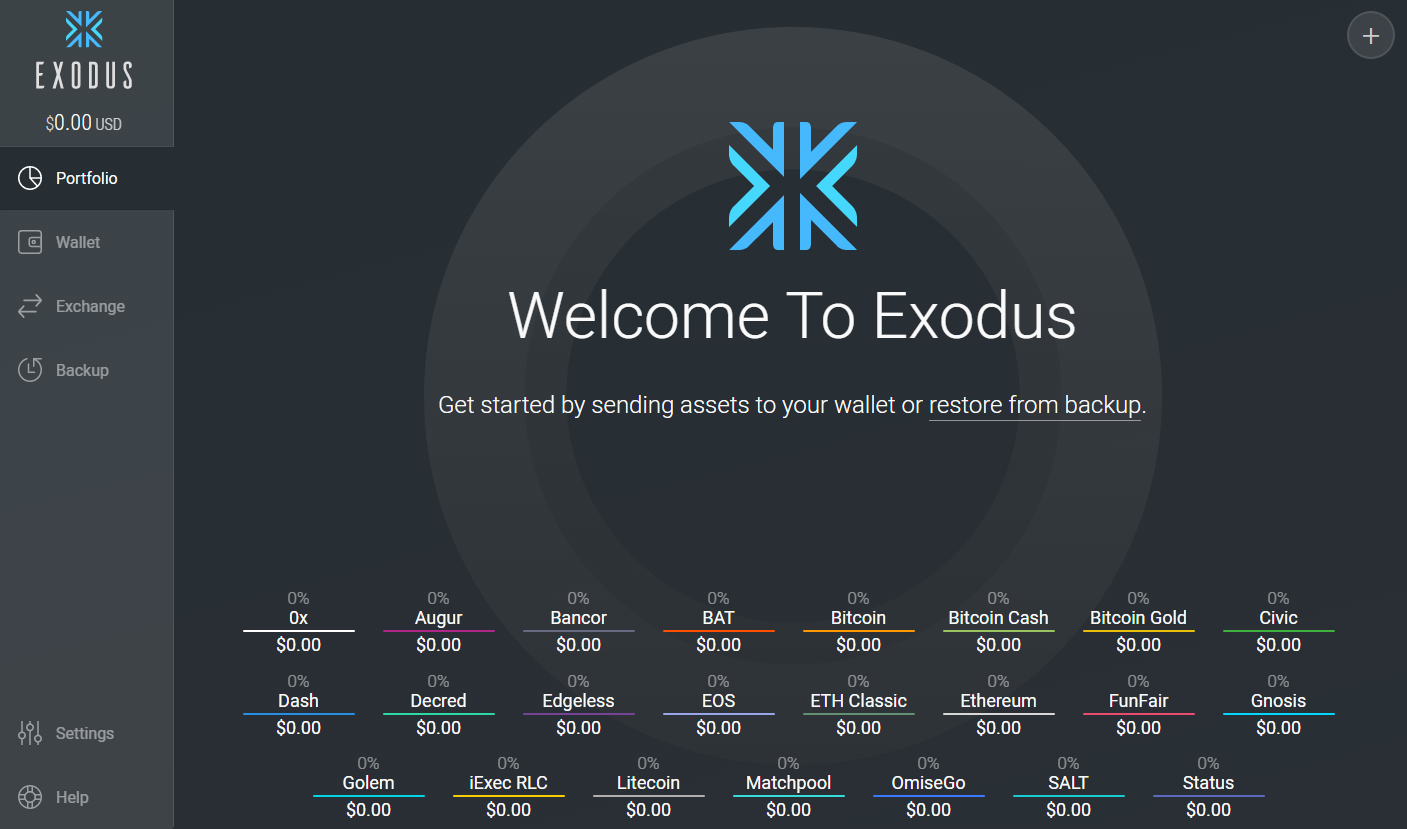 EXODUS
$0.00 USD
Portfolio
Wallet
Exchange
Backup
Settings
Help
Welcome To Exodus
Get started by sending assets to your wallet or restore from backup.
0% 0% 0% 0% 0% 0% 0% 0%
0x Augur Bancor BAT Bitcoin Bitcoin Cash Bitcoin Gold Civic
$0.00 $0.00 $0.00 $0.00 $0.00 $0.00 $0.00 $0.00
0% 0% 0% 0% 0% 0% 0% 0%
Dash Decred Edgeless EOS ETH Classic Ethereum FunFair Gnosis
$0.00 $0.00 $0.00 $0.00 $0.00 $0.00 $0.00 $0.00
0% 0% 0% 0% 0% 0% 0%
Golem iExec RLC Litecoin Matchpool OmiseGo SALT Status
$0.00 $0.00 $0.00 $0.00 $0.00 $0.00 $0.00